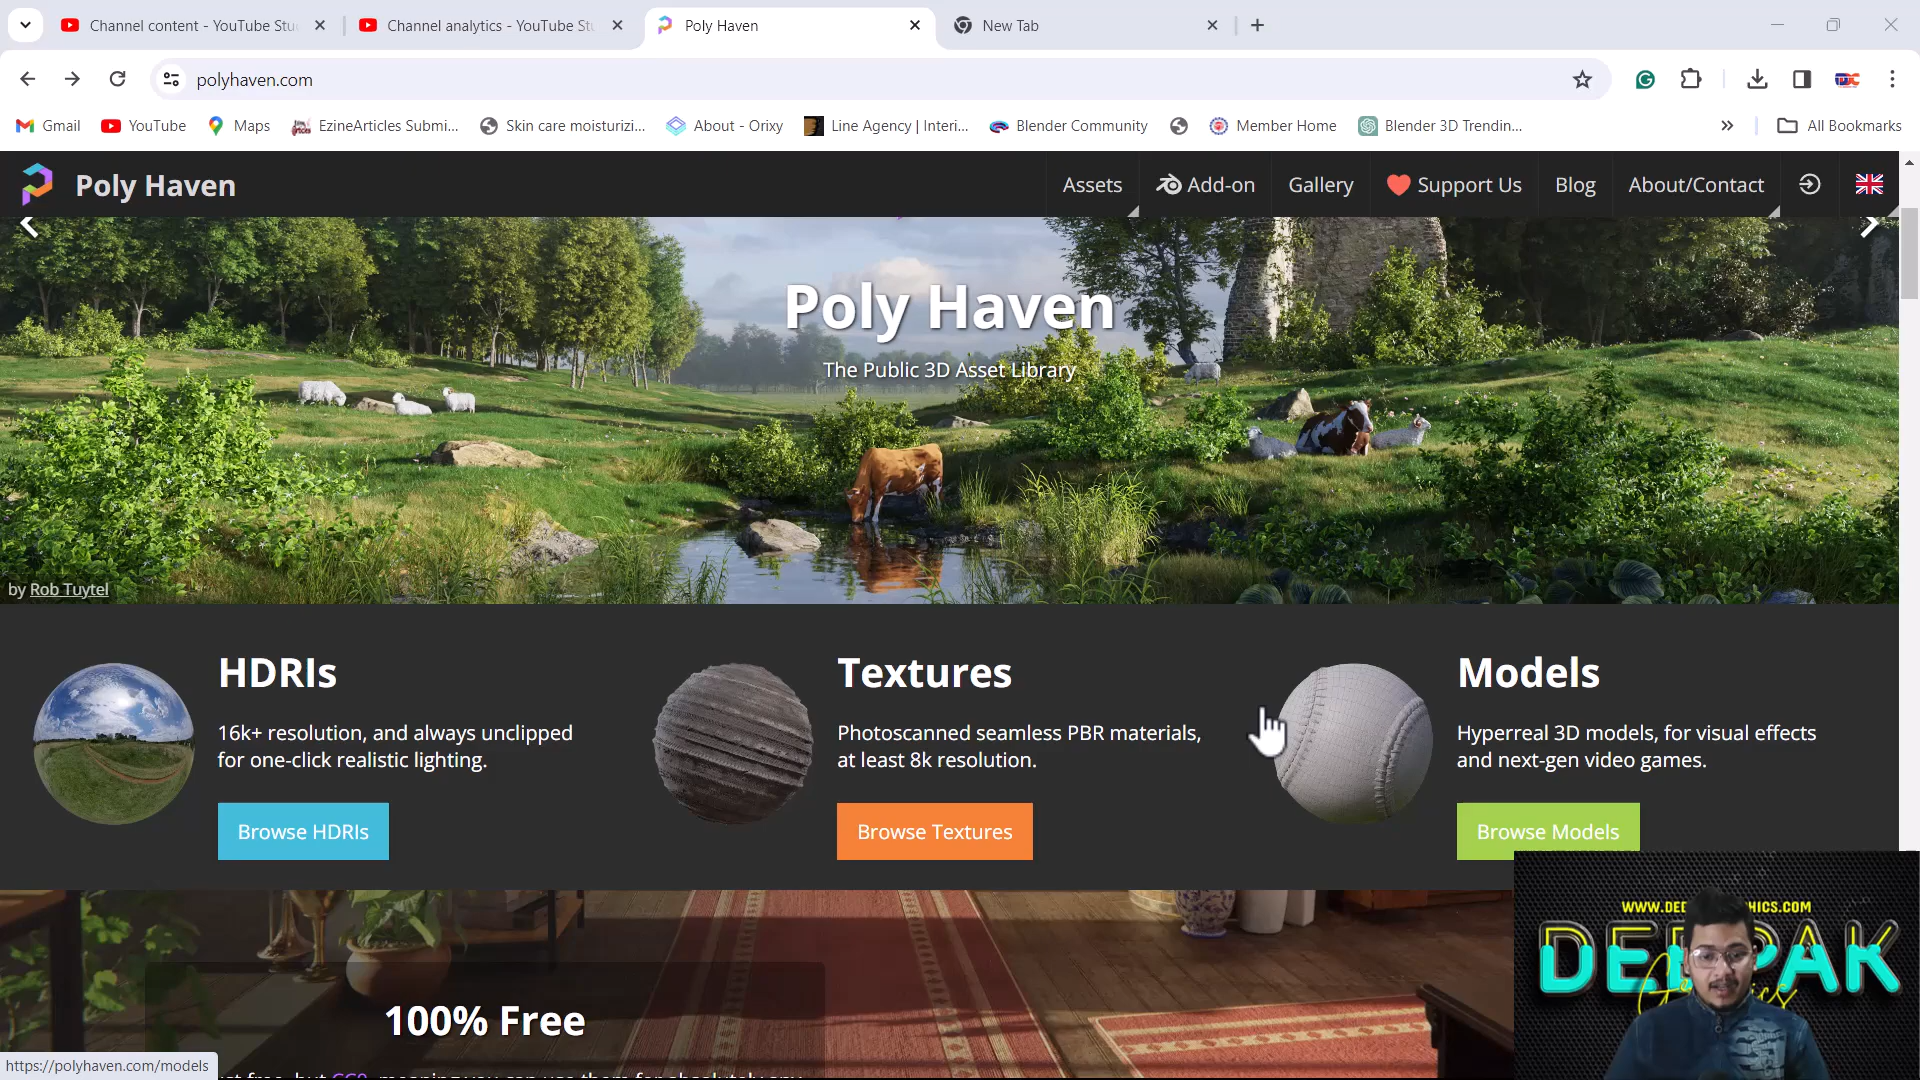 Channel content - YouTube Stu
Channel analytics - YouTube St
Poly Haven
New Tab
polyhaven.com
Gmail
YouTube
Maps
EzineArticles Submi...
Skin care moisturizi...
About - Orixy
Line Agency | Interi...
Blender Community
Member Home
Blender 3D Trendin...
All Bookmarks
Poly Haven
Assets
Add-on
Gallery
Support Us
Blog
About/Contact
Poly Haven
The Public 3D Asset Library
by Rob Tuytel
HDRIs
16k+ resolution, and always unclipped
for one-click realistic lighting.
Browse HDRIs
Textures
Photoscanned seamless PBR materials,
at least 8k resolution.
Browse Textures
Models
Hyperreal 3D models, for visual effects
and next-gen video games.
Browse Models
100% Free
https://polyhaven.com/models